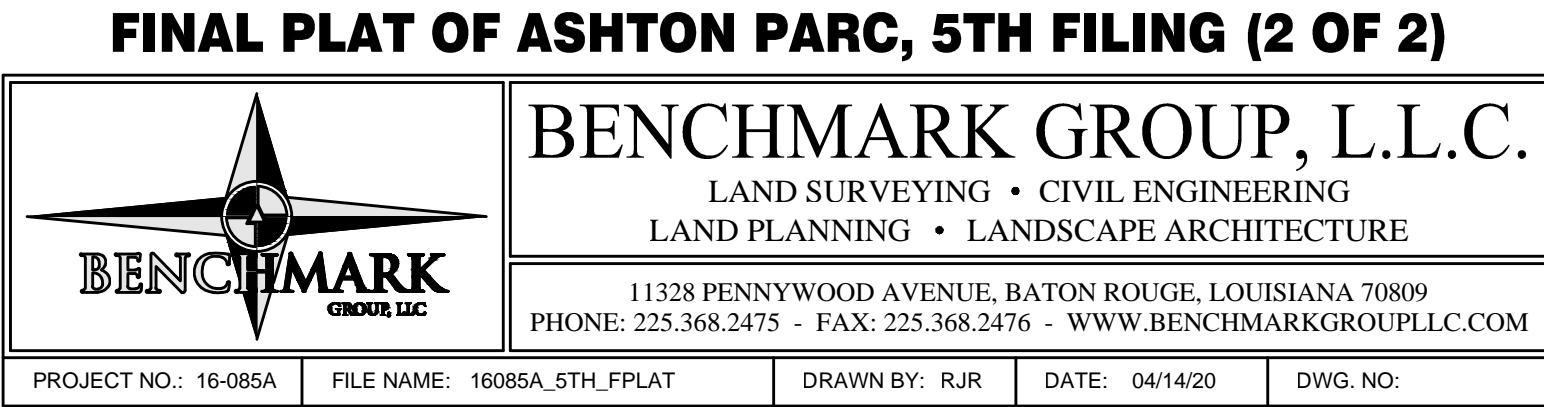 FINAL PLAT OF ASHTON PARC, 5TH FILING (2 OF 2)
BENCHMARK
GROUP, LLC
BENCHMARK GROUP, L.L.C.
LAND SURVEYING • CIVIL ENGINEERING
LAND PLANNING • LANDSCAPE ARCHITECTURE
11328 PENNYWOOD AVENUE, BATON ROUGE, LOUISIANA 70809
PHONE: 225.368.2475 - FAX: 225.368.2476 - WWW.BENCHMARKGROUPLLC.COM
PROJECT NO.: 16-085A FILE NAME: 16085A_5TH_FPLAT DRAWN BY: RJR DATE: 04/14/20 DWG. NO: